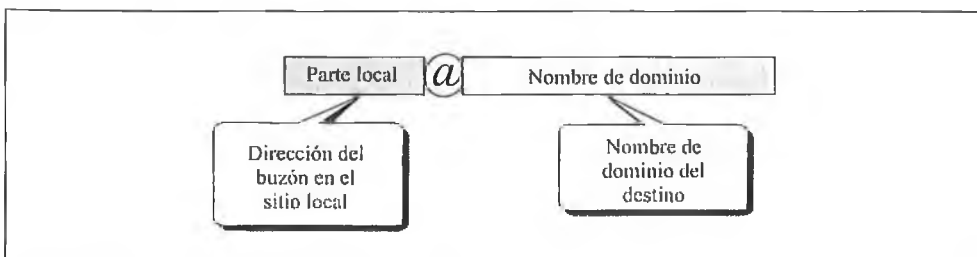 Parte local @ Nombre de dominio
Dirección del
buzón en el
sitio local
Nombre de
dominio del
destino